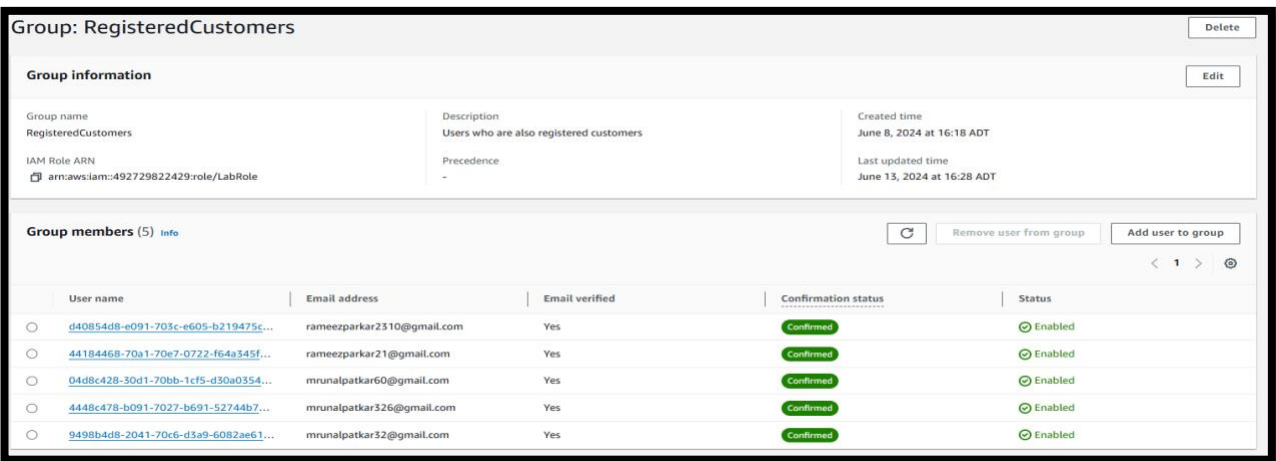 Group: RegisteredCustomers
Delete
Group information
Edit
Group name
RegisteredCustomers
Description
Users who are also registered customers
Created time
June 8, 2024 at 16:18 ADT
IAM Role ARN
arn:aws:iam::492729822429:role/LabRole
Precedence
-
Last updated time
June 13, 2024 at 16:28 ADT
Group members (5) Info
Remove user from group
Add user to group
< 1 >
User name Email address Email verified Confirmation status Status
d40854d8-e091-703c-e605-b219475c... rameezparkar2310@gmail.com Yes Confirmed Enabled
44184468-70a1-70e7-0722-f64a345f... rameezparkar21@gmail.com Yes Confirmed Enabled
04d8c428-30d1-70bb-1cf5-d30a0354... mrunalpatkar60@gmail.com Yes Confirmed Enabled
4448c478-b091-7027-b691-52744b7... mrunalpatkar326@gmail.com Yes Confirmed Enabled
9498b4d8-2041-70c6-d3a9-6082ae61... mrunalpatkar32@gmail.com Yes Confirmed Enabled